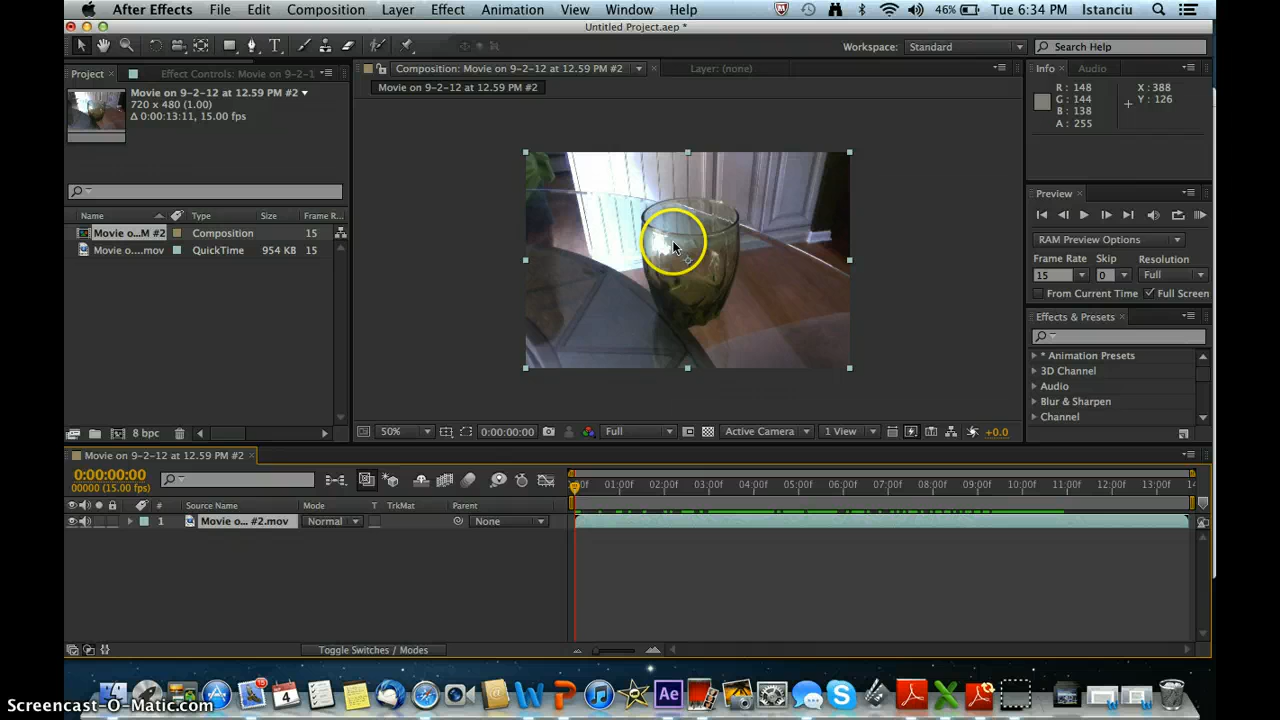 After Effects File Edit Composition Layer Effect Animation View Window Help 46% Tue 6:34 PM Istanciu
Untitled Project.aep *
Workspace: Standard Search Help
Project Effect Controls: Movie on 9-2-1 Composition: Movie on 9-2-12 at 12.59 PM #2 Layer: (none) Info Audio
Movie on 9-2-12 at 12.59 PM #2
720 x 480 (1.00)
Δ 0:00:13:11, 15.00 fps
Movie on 9-2-12 at 12.59 PM #2
R: 148 X: 388
G: 144 Y: 126
B: 138
A: 255
Preview
Name Type Size Frame R...
Movie o...M #2 Composition 15
Movie o....mov QuickTime 954 KB 15
RAM Preview Options
Frame Rate Skip Resolution
15 0 Full
From Current Time Full Screen
Effects & Presets
* Animation Presets
3D Channel
Audio
Blur & Sharpen
Channel
8 bpc
50% 0:00:00:00 Full Active Camera 1 View +0.0
Movie on 9-2-12 at 12.59 PM #2
0:00:00:00
00000 (15.00 fps)
:00f 01:00f 02:00f 03:00f 04:00f 05:00f 06:00f 07:00f 08:00f 09:00f 10:00f 11:00f 12:00f 13:00f 14
# Source Name Mode T TrkMat Parent
1 Movie o... #2.mov Normal None
Toggle Switches / Modes
15
4
Ae
Screencast-O-Matic.com